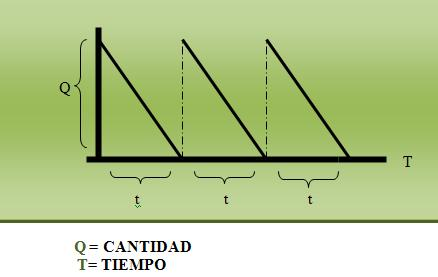 Q
T
t t t
Q = CANTIDAD
T= TIEMPO